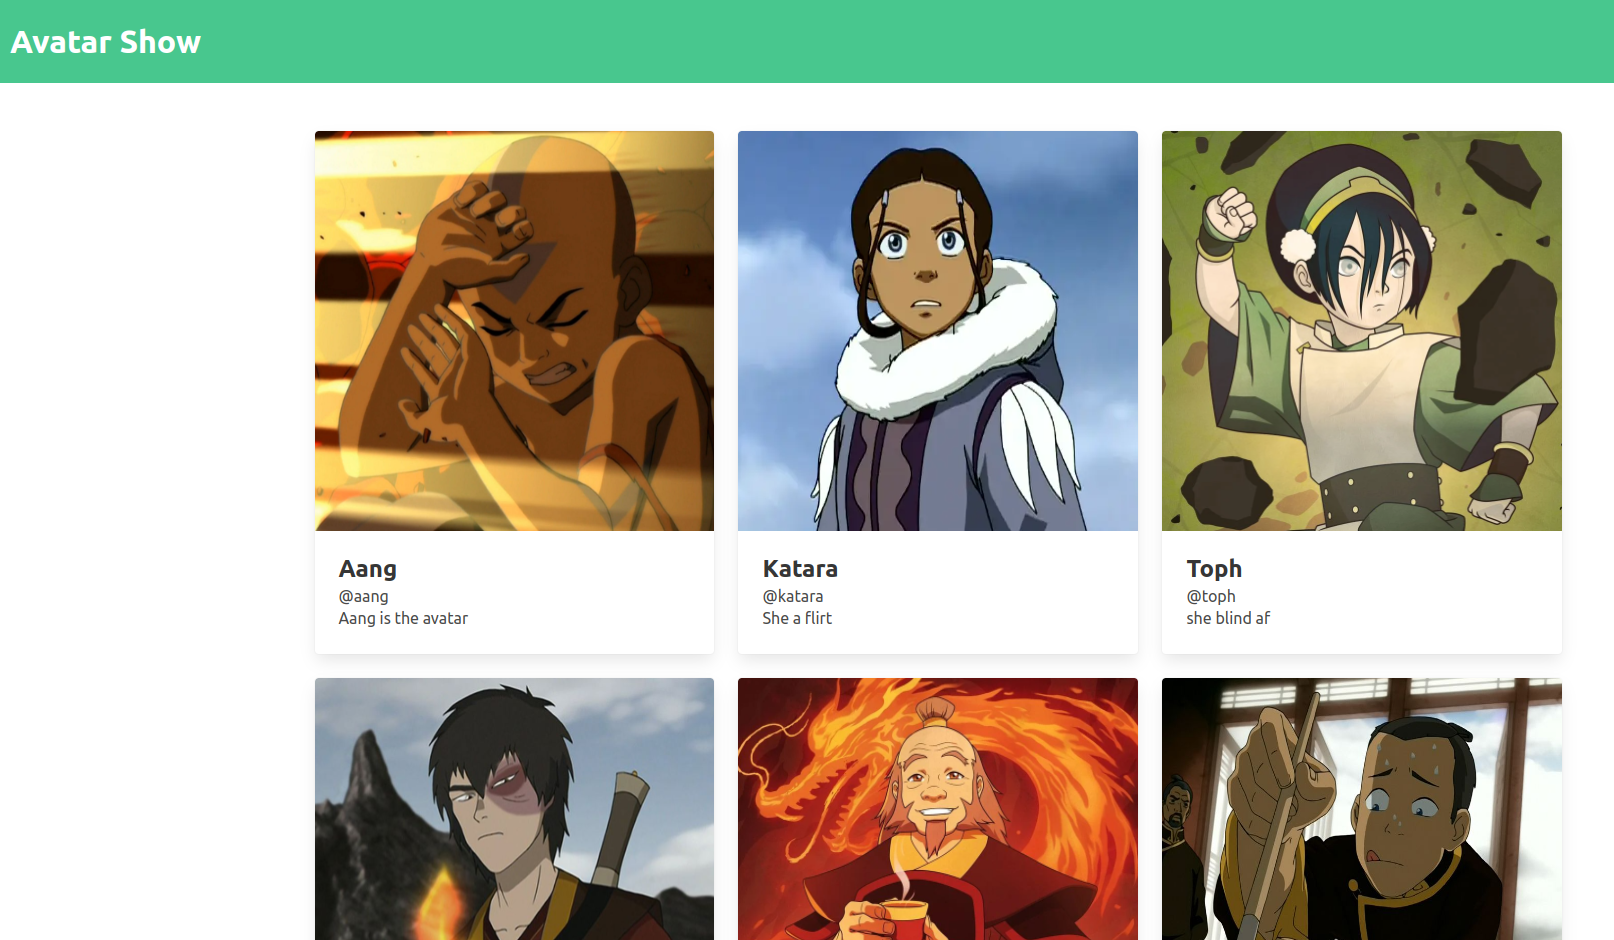 Avatar Show
Aang
@aang
Aang is the avatar
Katara
@katara
She a flirt
Toph
@toph
she blind af